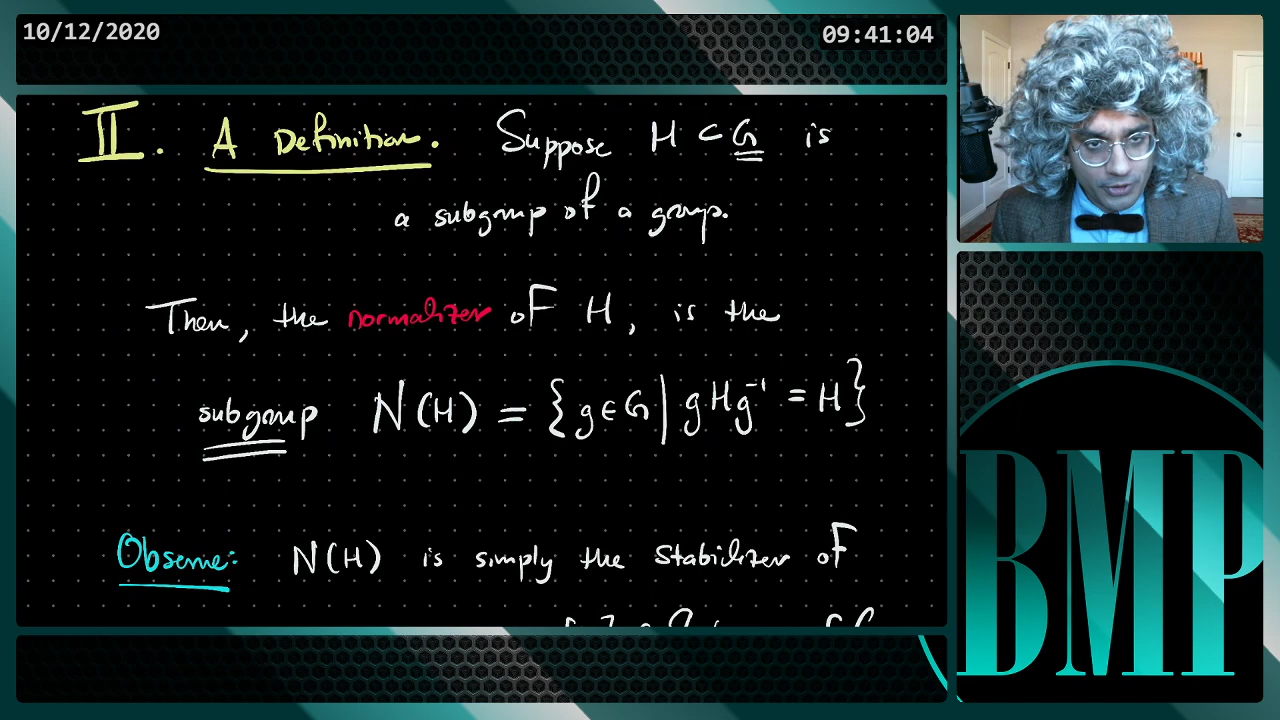 10/12/2020
09:41:04
II. A Definition. Suppose H ⊂ G is
a subgroup of a group.
Then, the normalizer of H, is the
subgroup N(H) = {g∈G | gHg⁻¹ = H}
Observe: N(H) is simply the stabilizer of
BMP